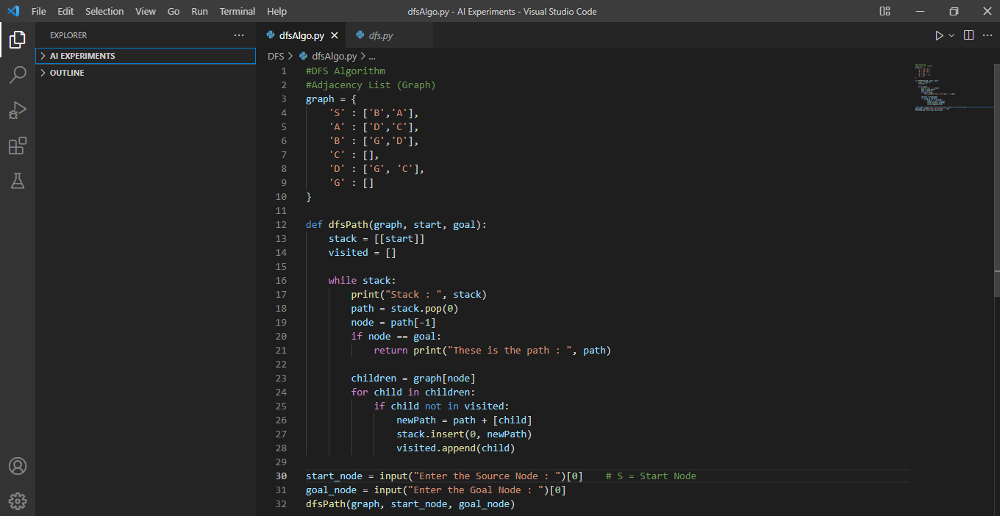 File Edit Selection View Go Run Terminal Help dfsAlgo.py - AI Experiments - Visual Studio Code
EXPLORER
AI EXPERIMENTS
OUTLINE
dfsAlgo.py dfs.py
DFS > dfsAlgo.py > ...
1 #DFS Algorithm
2 #Adjacency List (Graph)
3 graph = {
4     'S' : ['B','A'],
5     'A' : ['D','C'],
6     'B' : ['G','D'],
7     'C' : [],
8     'D' : ['G', 'C'],
9     'G' : []
10 }
11
12 def dfsPath(graph, start, goal):
13     stack = [[start]]
14     visited = []
15
16     while stack:
17         print("Stack : ", stack)
18         path = stack.pop(0)
19         node = path[-1]
20         if node == goal:
21             return print("These is the path : ", path)
22
23         children = graph[node]
24         for child in children:
25             if child not in visited:
26                 newPath = path + [child]
27                 stack.insert(0, newPath)
28                 visited.append(child)
29
30 start_node = input("Enter the Source Node : ")[0]    # S = Start Node
31 goal_node = input("Enter the Goal Node : ")[0]
32 dfsPath(graph, start_node, goal_node)